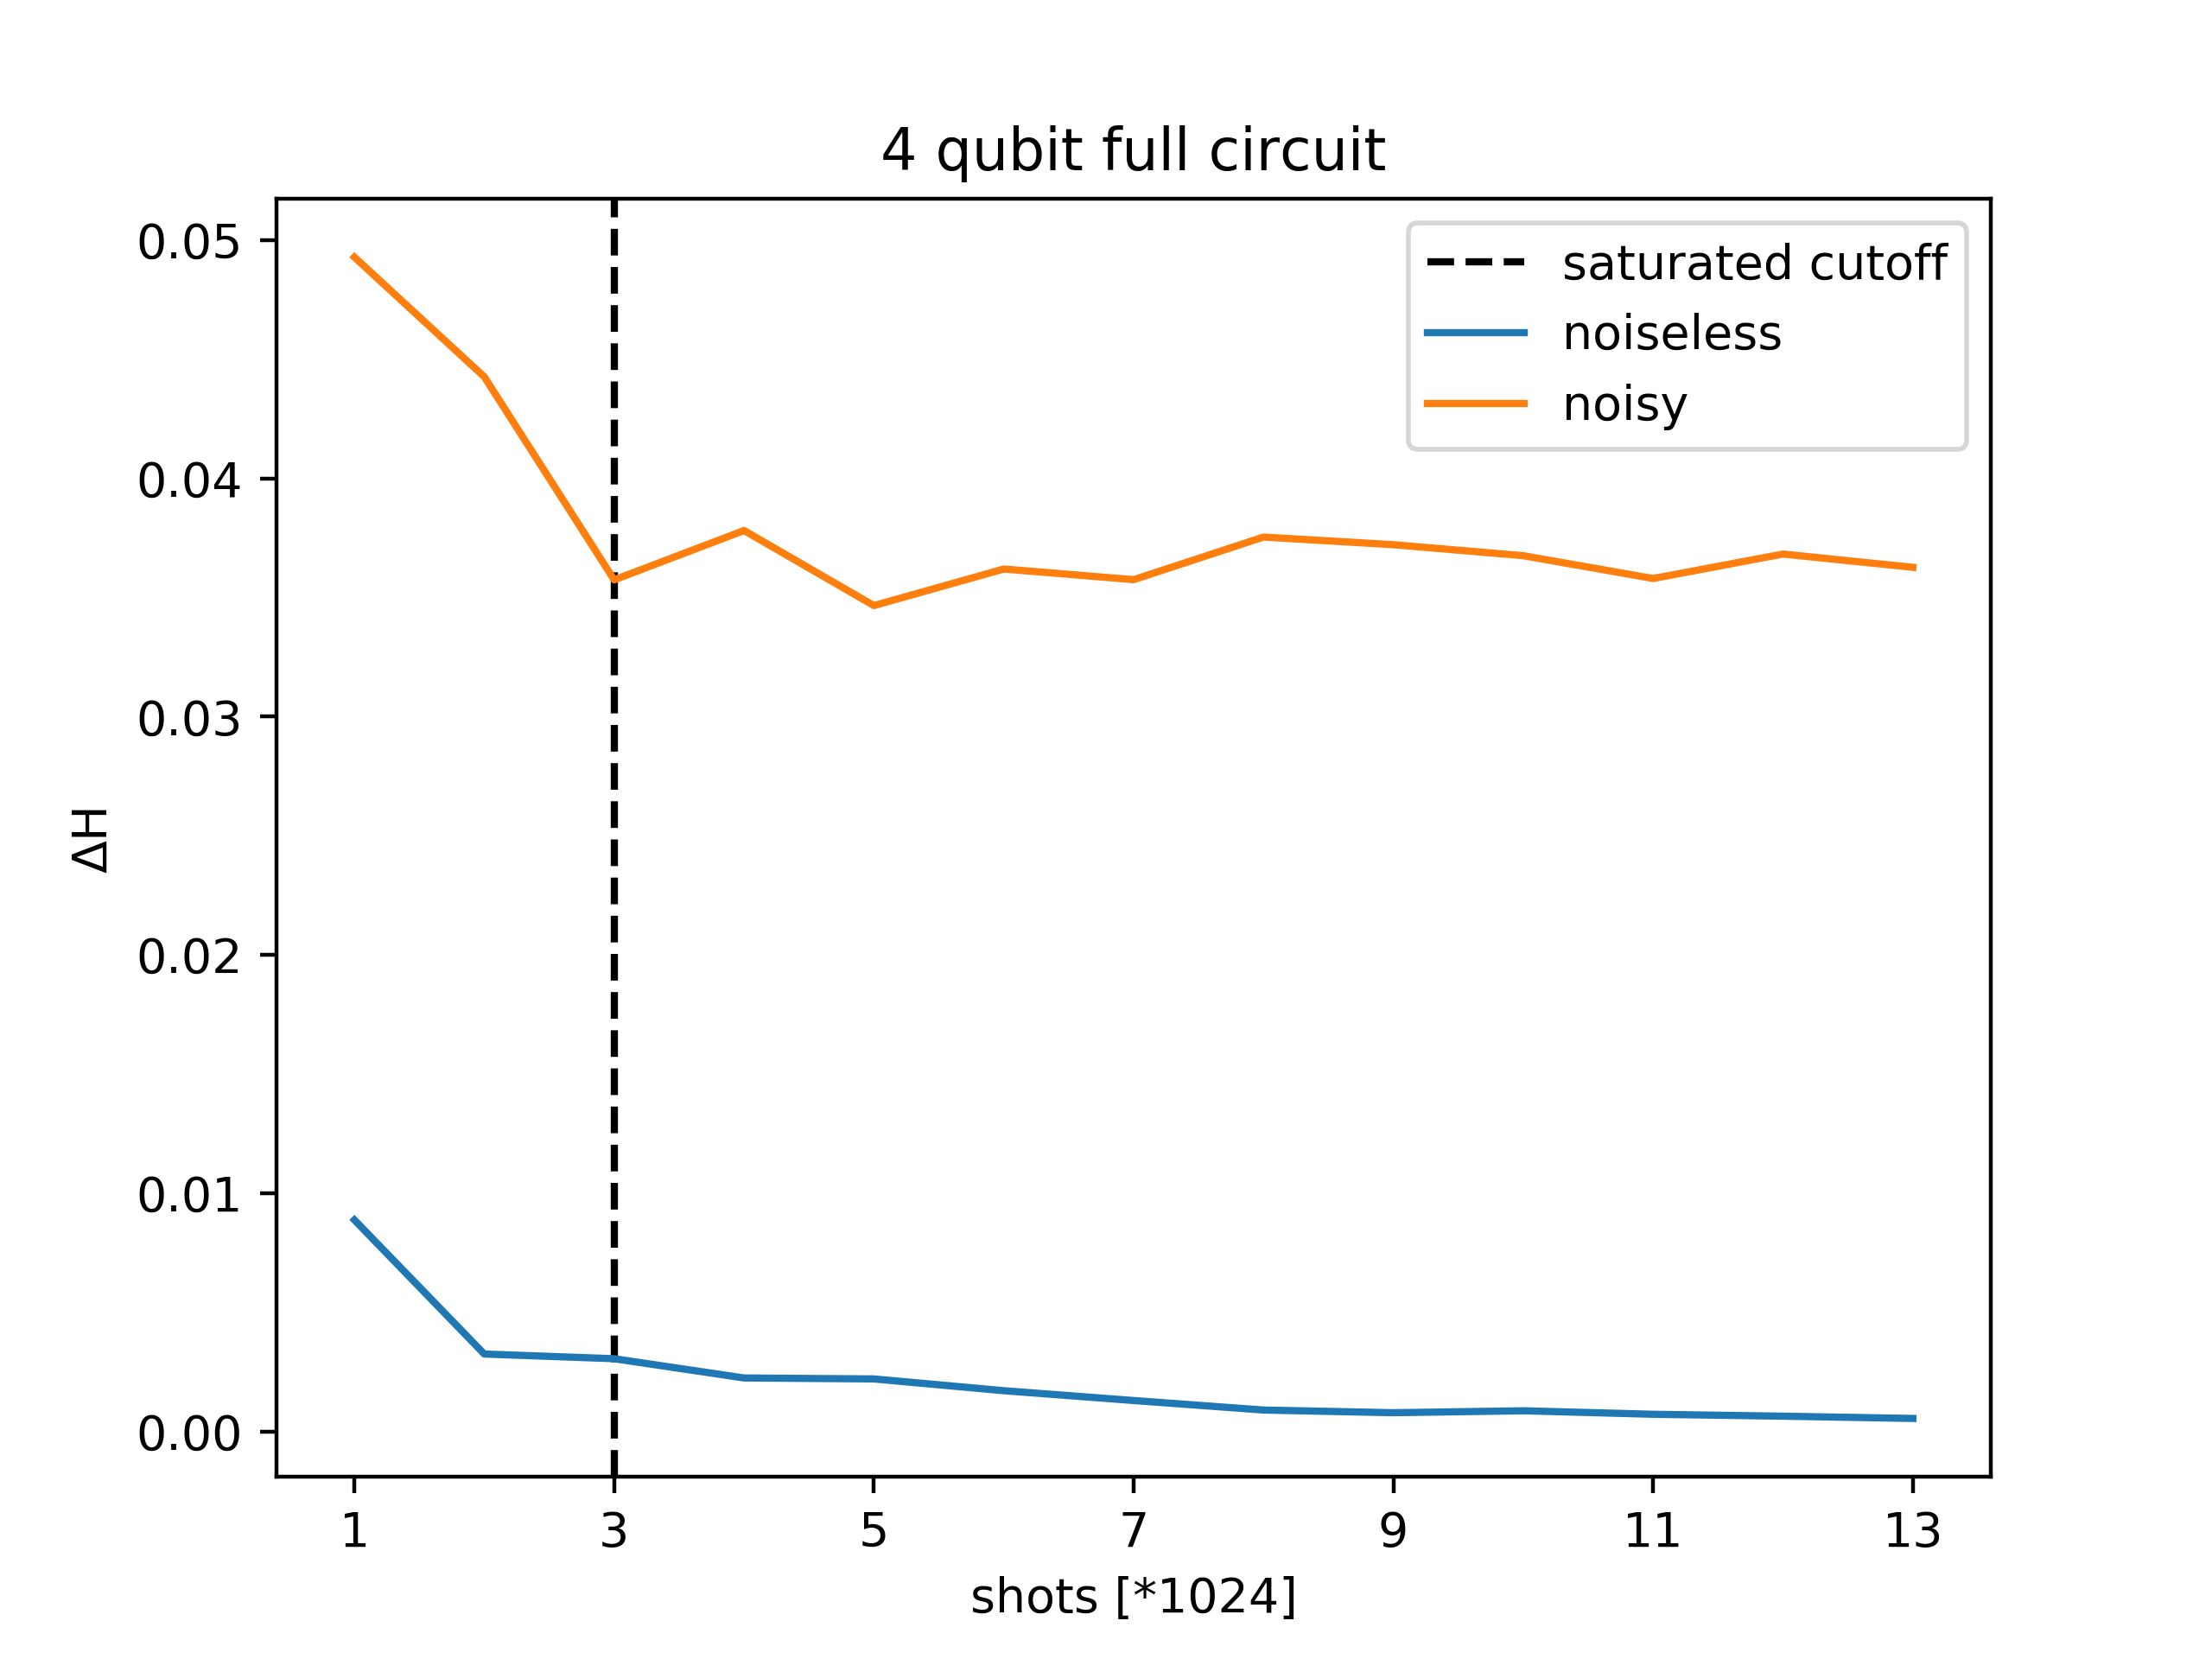 4 qubit full circuit
saturated cutoff
noiseless
noisy
0.05
0.04
0.03
0.02
0.01
0.00
ΔH
1 3 5 7 9 11 13
shots [*1024]